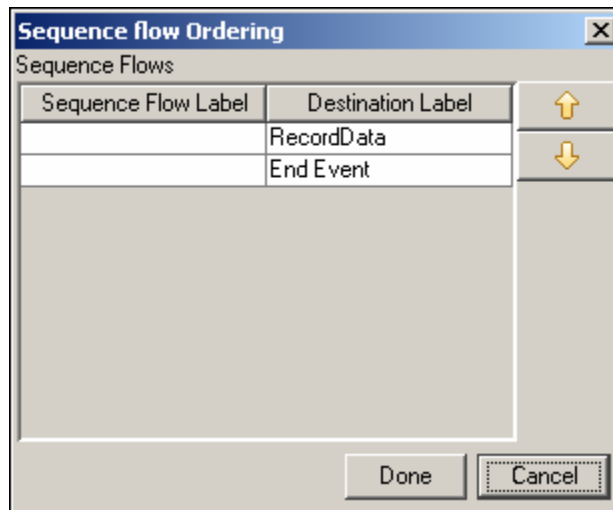 Sequence flow Ordering
Sequence Flows
Sequence Flow Label Destination Label
RecordData
End Event
Done Cancel